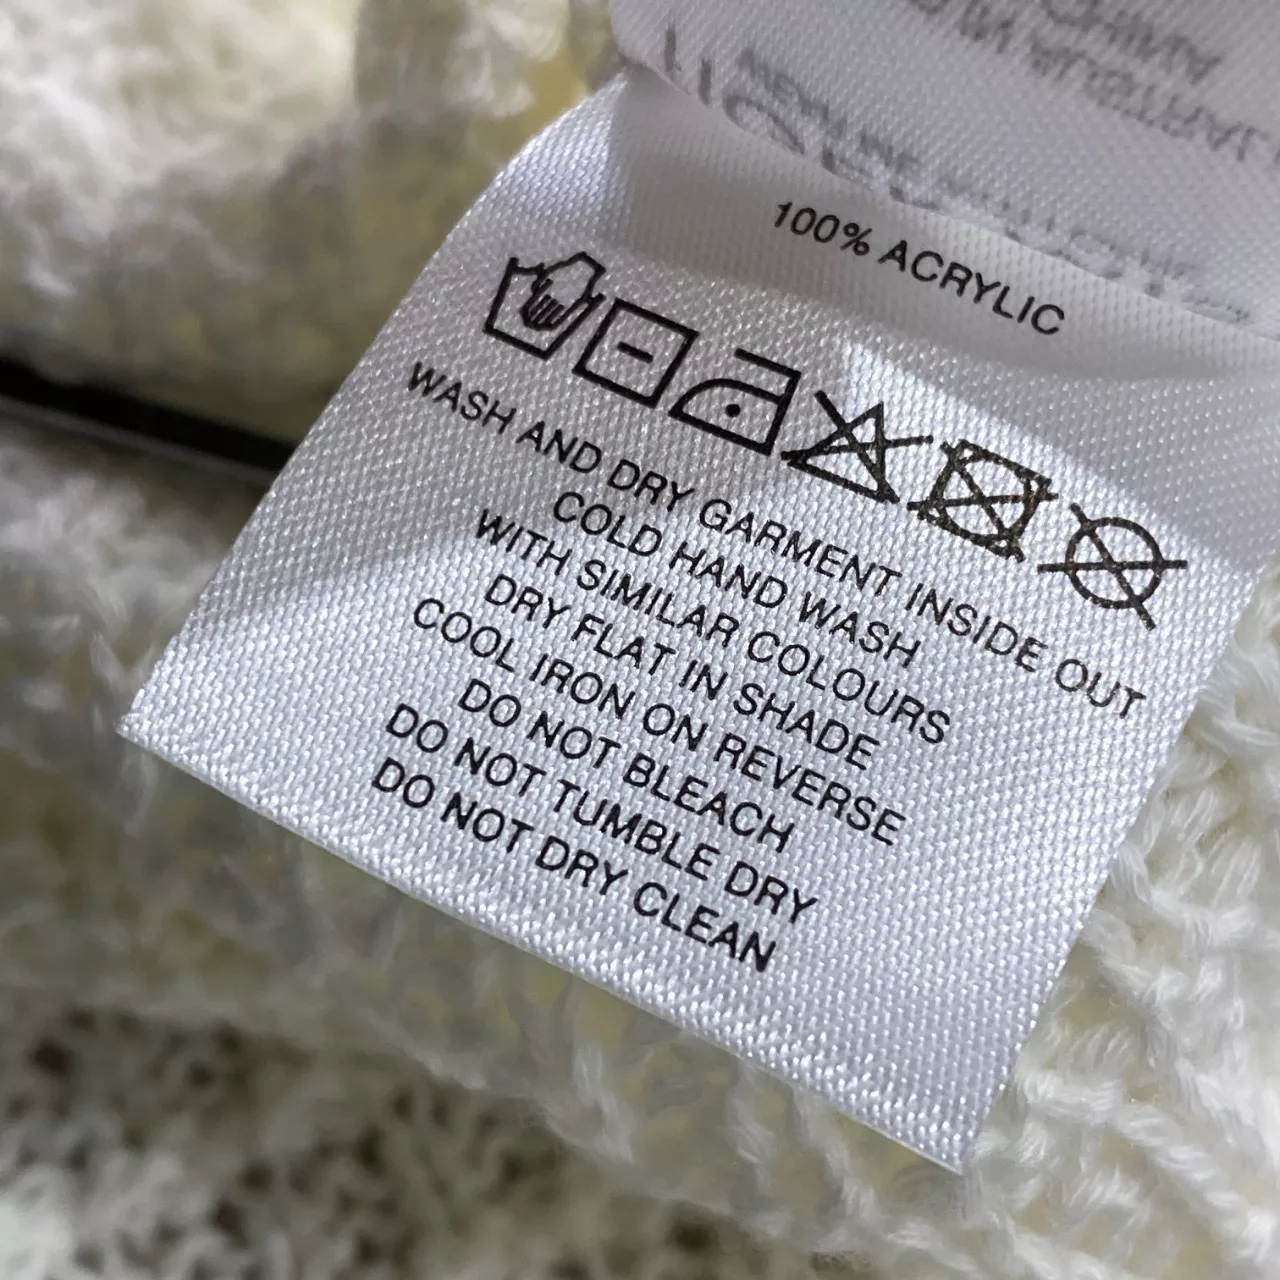 100% ACRYLIC
WASH AND DRY GARMENT INSIDE OUT
COLD HAND WASH
WITH SIMILAR COLOURS
DRY FLAT IN SHADE
COOL IRON ON REVERSE
DO NOT BLEACH
DO NOT TUMBLE DRY
DO NOT DRY CLEAN